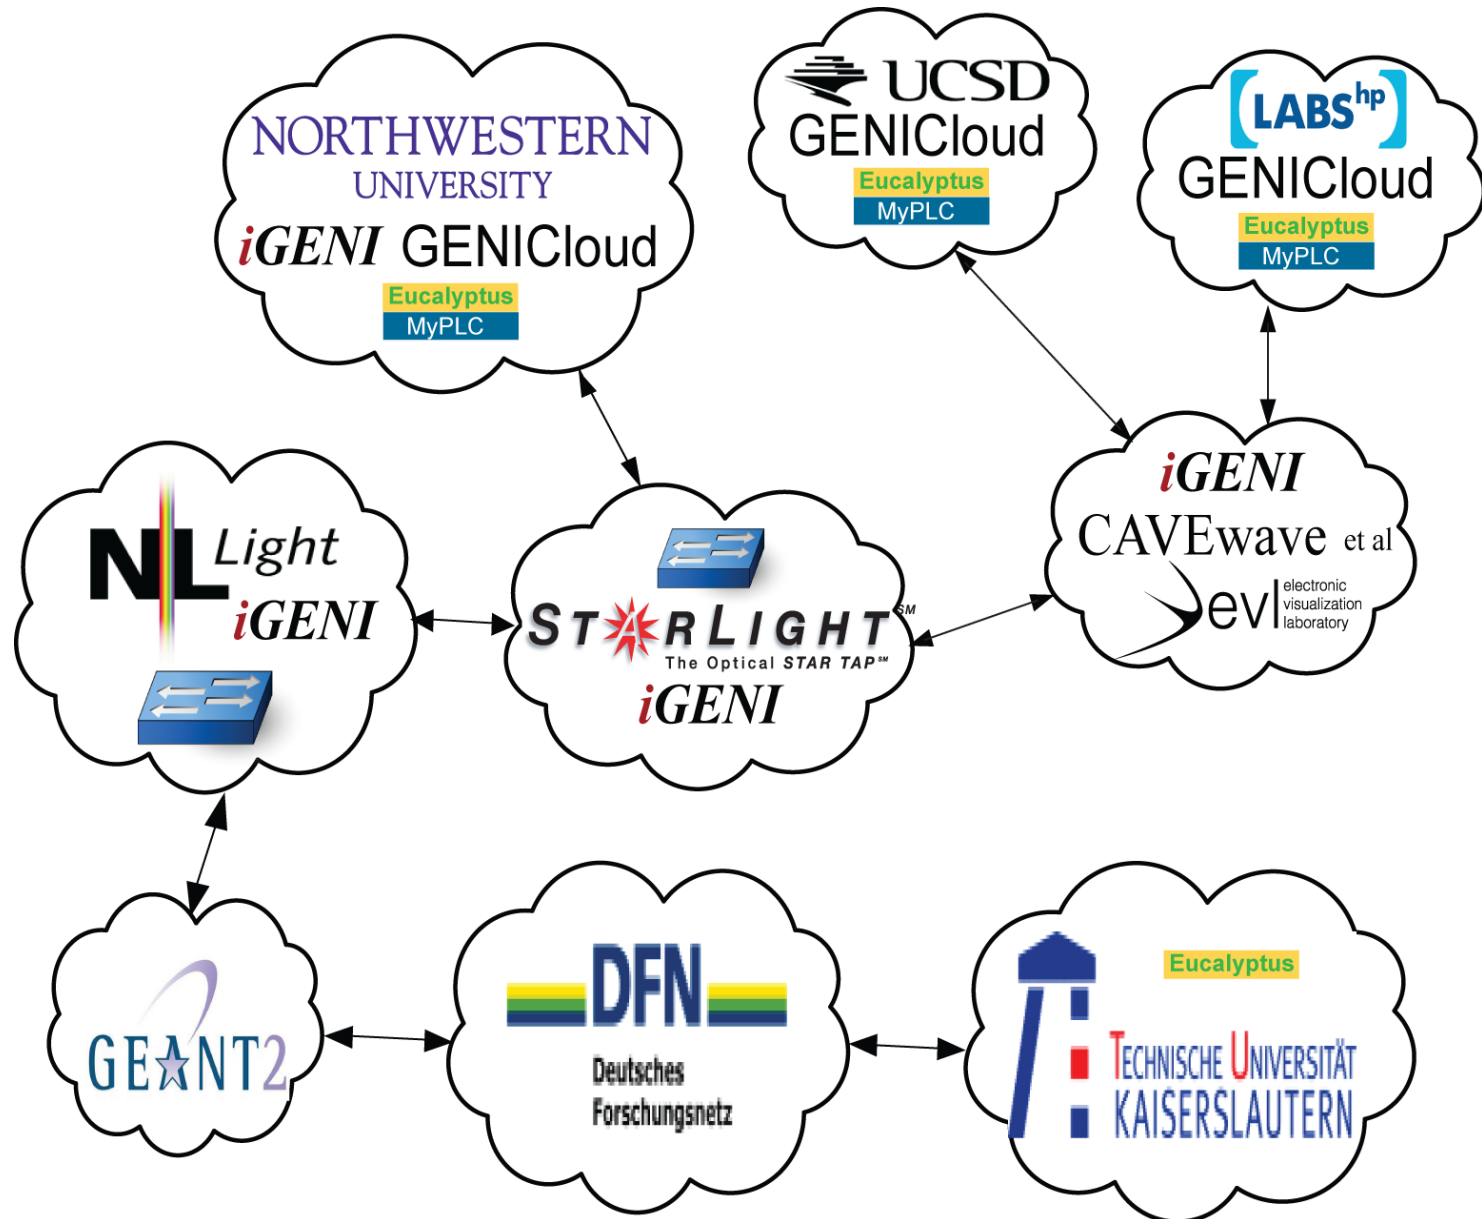 NORTHWESTERN
UNIVERSITY
iGENI GENICloud
Eucalyptus
MyPLC
UCSD
GENICloud
Eucalyptus
MyPLC
LABS hp
GENICloud
Eucalyptus
MyPLC
NL Light
iGENI
STARLIGHT SM
The Optical STAR TAP SM
iGENI
iGENI
CAVEwave et al
evl electronic
visualization
laboratory
GEANT2
DFN
Deutsches
Forschungsnetz
Eucalyptus
TECHNISCHE UNIVERSITÄT
KAISERSLAUTERN